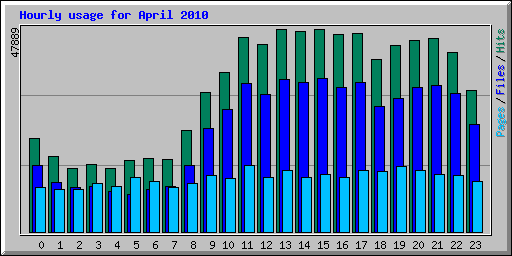 Hourly usage for April 2010
47889
Pages / Files / Hits
0 1 2 3 4 5 6 7 8 9 10 11 12 13 14 15 16 17 18 19 20 21 22 23